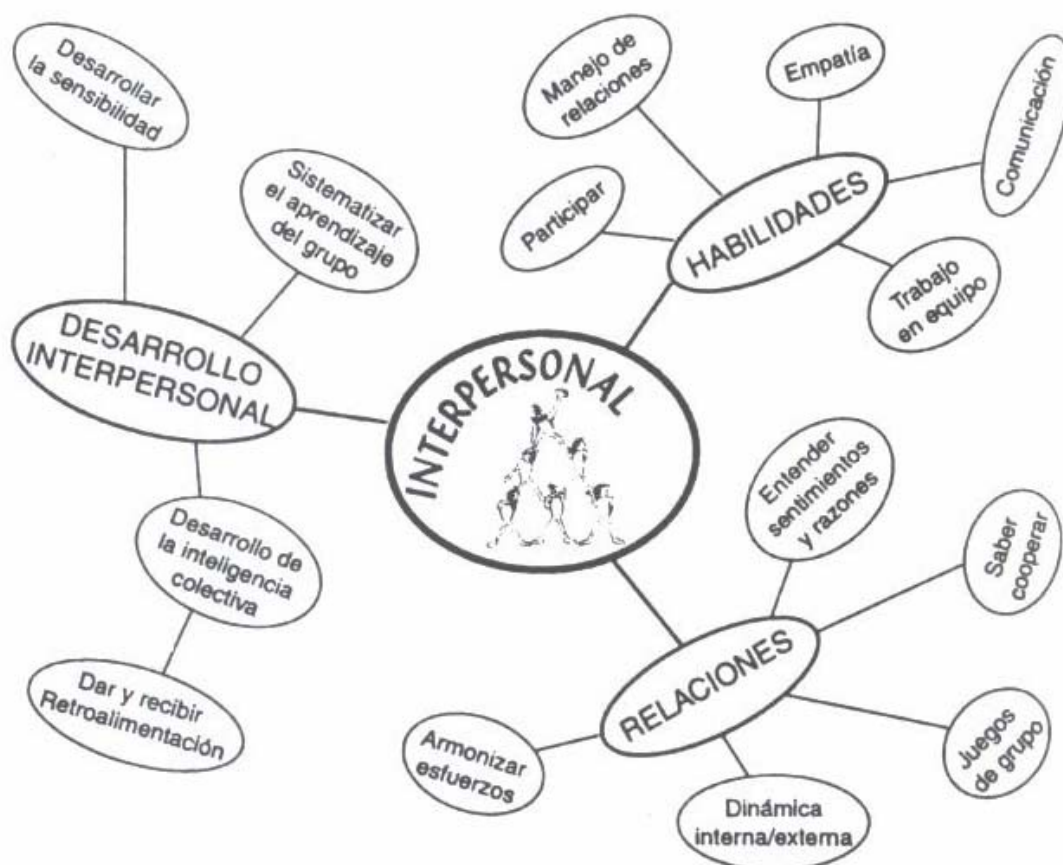 Desarrollar
la sensibilidad
Sistematizar
el aprendizaje
del grupo
DESARROLLO
INTERPERSONAL
Desarrollo de
la inteligencia
colectiva
Dar y recibir
Retroalimentación
INTERPERSONAL
Manejo de
relaciones
Empatía
Comunicación
Participar
HABILIDADES
Trabajo
en equipo
Entender
sentimientos
y razones
Saber
cooperar
RELACIONES
Armonizar
esfuerzos
Dinámica
interna/externa
Juegos
de grupo